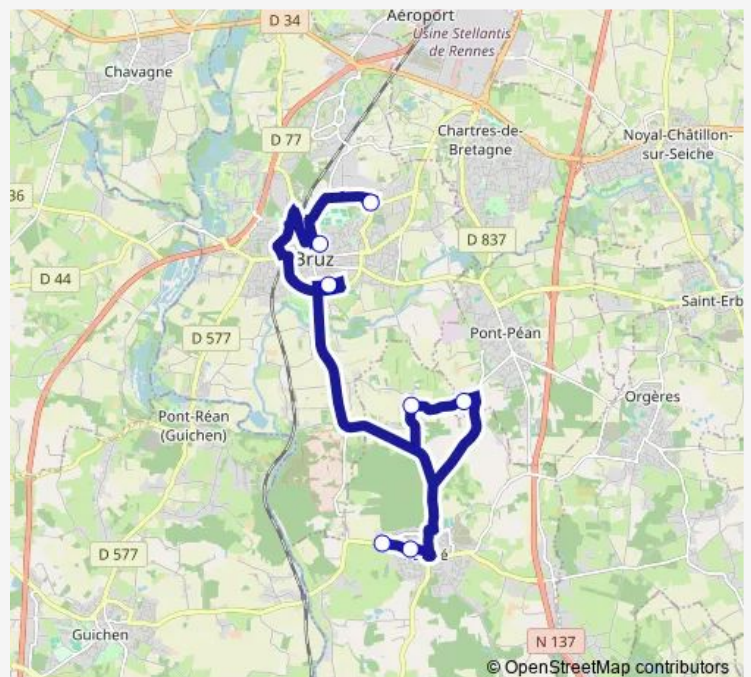 Aéroport
D 34
Usine Stellantis
de Rennes
Chavagne
D 77
Chartres-de-
Bretagne
Noyal-Châtillon-
sur-Seiche
36
D 837
Bruz
D 44
Saint-Erb
D 577
Pont-Péan
Orgères
Pont-Réan
(Guichen)
D 577
é
Guichen
N 137
© OpenStreetMap contributors